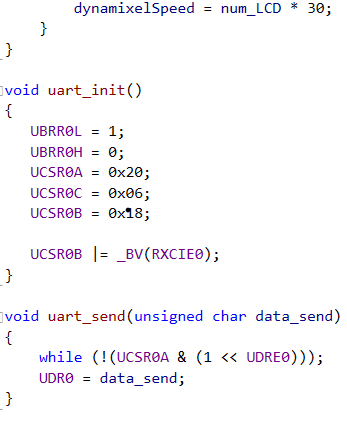 dynamixelSpeed = num_LCD * 30;
}
}
void uart_init()
{
UBRR0L = 1;
UBRR0H = 0;
UCSR0A = 0x20;
UCSR0C = 0x06;
UCSR0B = 0x18;
UCSR0B |= _BV(RXCIE0);
}
void uart_send(unsigned char data_send)
{
while (!(UCSR0A & (1 << UDRE0)));
UDR0 = data_send;
}